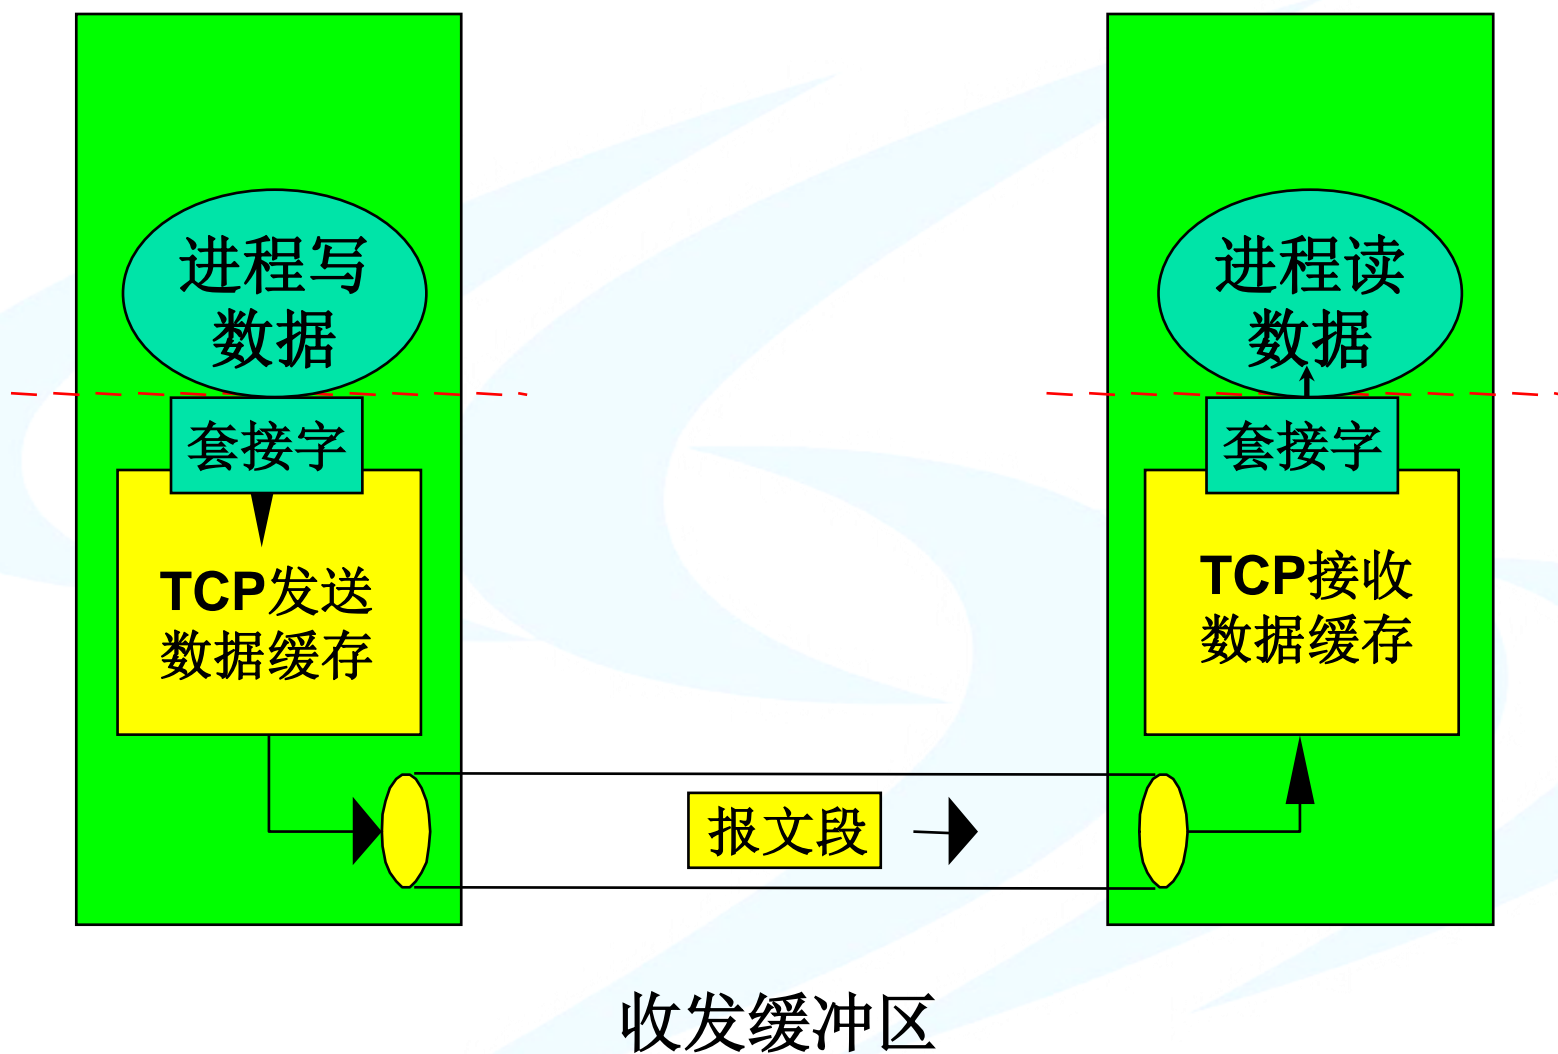 进程写
数据
套接字
TCP发送
数据缓存
进程读
数据
套接字
TCP接收
数据缓存
报文段
收发缓冲区